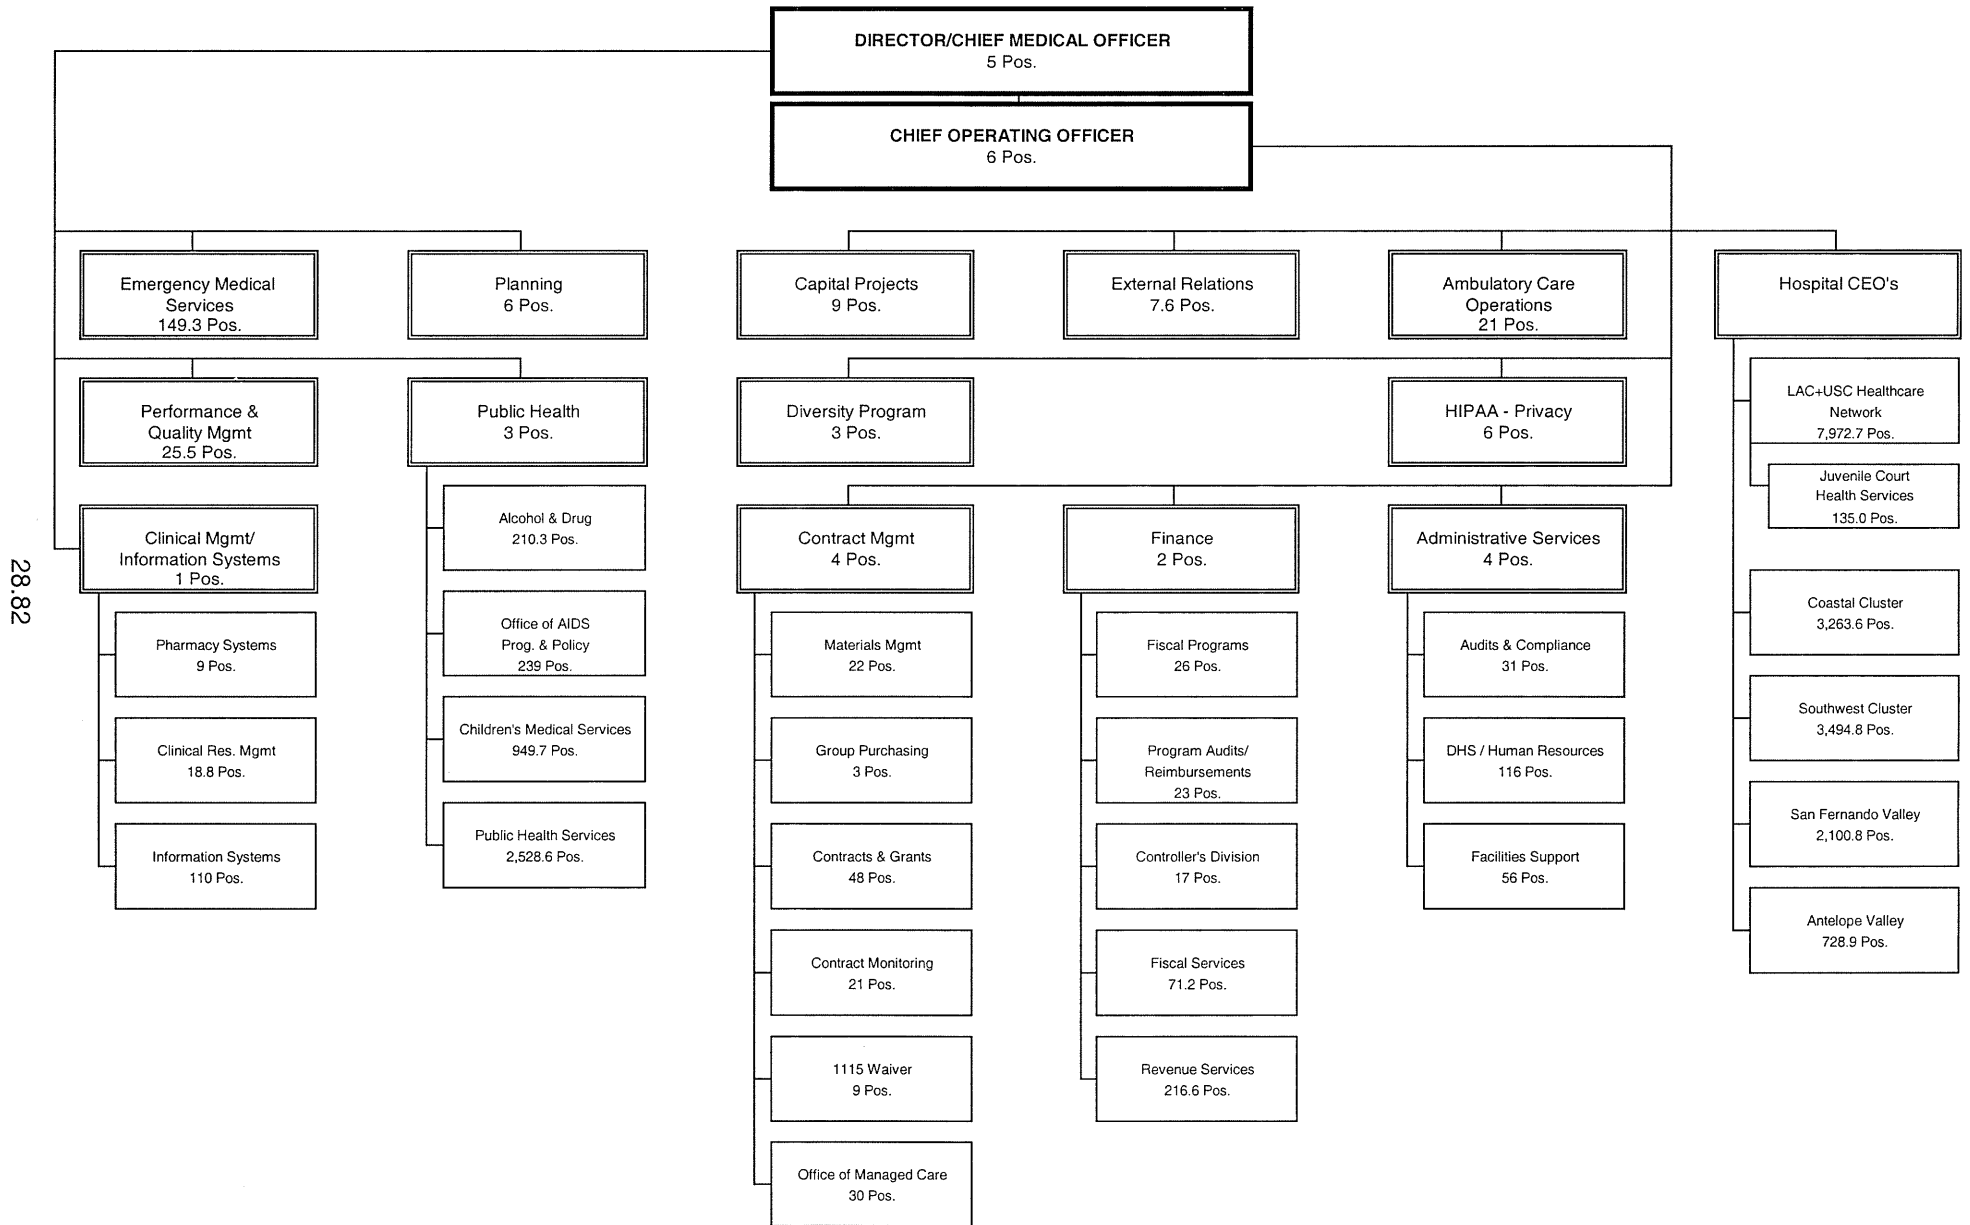 DIRECTOR/CHIEF MEDICAL OFFICER
5 Pos.
CHIEF OPERATING OFFICER
6 Pos.
Emergency Medical
Services
149.3 Pos.
Planning
6 Pos.
Capital Projects
9 Pos.
External Relations
7.6 Pos.
Ambulatory Care
Operations
21 Pos.
Hospital CEO's
Performance &
Quality Mgmt
25.5 Pos.
Public Health
3 Pos.
Diversity Program
3 Pos.
HIPAA - Privacy
6 Pos.
LAC+USC Healthcare
Network
7,972.7 Pos.
Juvenile Court
Health Services
135.0 Pos.
Clinical Mgmt/
Information Systems
1 Pos.
Alcohol & Drug
210.3 Pos.
Contract Mgmt
4 Pos.
Finance
2 Pos.
Administrative Services
4 Pos.
Coastal Cluster
3,263.6 Pos.
Pharmacy Systems
9 Pos.
Office of AIDS
Prog. & Policy
239 Pos.
Materials Mgmt
22 Pos.
Fiscal Programs
26 Pos.
Audits & Compliance
31 Pos.
Southwest Cluster
3,494.8 Pos.
Clinical Res. Mgmt
18.8 Pos.
Children's Medical Services
949.7 Pos.
Group Purchasing
3 Pos.
Program Audits/
Reimbursements
23 Pos.
DHS / Human Resources
116 Pos.
San Fernando Valley
2,100.8 Pos.
Information Systems
110 Pos.
Public Health Services
2,528.6 Pos.
Contracts & Grants
48 Pos.
Controller's Division
17 Pos.
Facilities Support
56 Pos.
Antelope Valley
728.9 Pos.
Contract Monitoring
21 Pos.
Fiscal Services
71.2 Pos.
1115 Waiver
9 Pos.
Revenue Services
216.6 Pos.
Office of Managed Care
30 Pos.
28.82